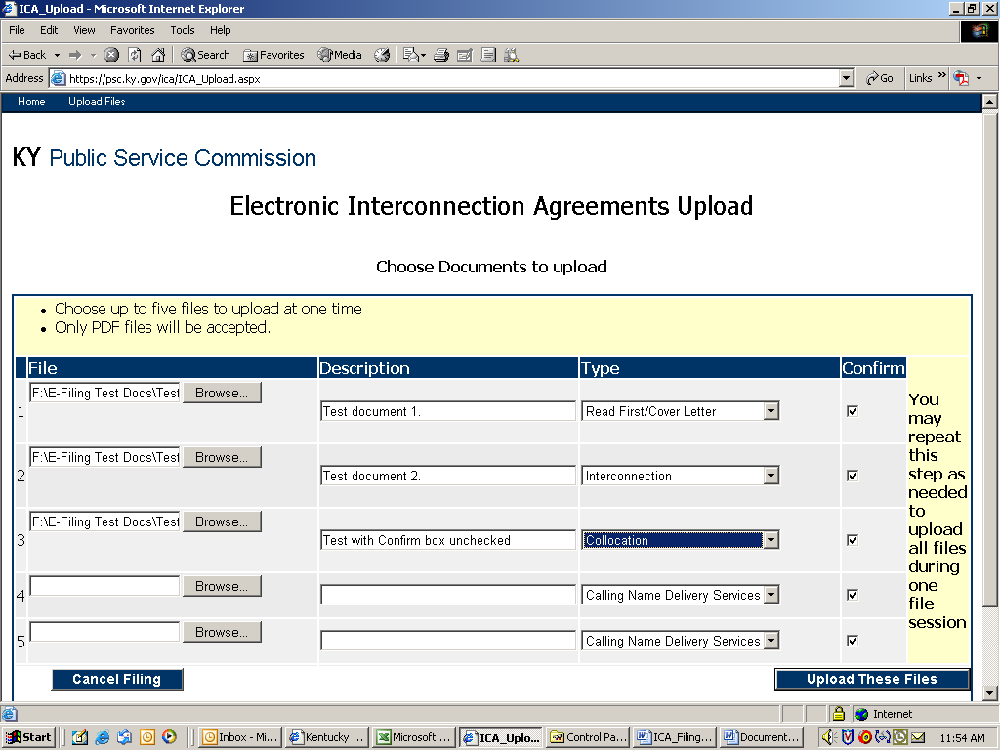 ICA_Upload - Microsoft Internet Explorer
File Edit View Favorites Tools Help
Back Search Favorites Media
Address https://psc.ky.gov/ica/ICA_Upload.aspx Go Links »
Home Upload Files
KY Public Service Commission
Electronic Interconnection Agreements Upload
Choose Documents to upload
• Choose up to five files to upload at one time
• Only PDF files will be accepted.
File Description Type Confirm
1 F:\E-Filing Test Docs\Test Browse... Test document 1. Read First/Cover Letter
2 F:\E-Filing Test Docs\Test Browse... Test document 2. Interconnection
3 F:\E-Filing Test Docs\Test Browse... Test with Confirm box unchecked Collocation
4 Browse... Calling Name Delivery Services
5 Browse... Calling Name Delivery Services
You
may
repeat
this
step as
needed
to
upload
all files
during
one
file
session
Cancel Filing Upload These Files
Internet
Start Inbox - Mi... Kentucky ... Microsoft ... ICA_Uplo... Control Pa... ICA_Filing... Document... 11:54 AM